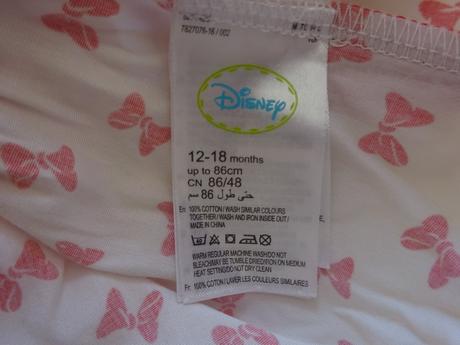 T827076-16 / 002
Disney
12-18 months
up to 86cm
CN 86/48
حتى طول 86 سم
En: 100% COTTON / WASH SIMILAR COLOURS
TOGETHER / WASH AND IRON INSIDE OUT /
MADE IN CHINA
WARM REGULAR MACHINE WASH/DO NOT
BLEACH/MAY BE TUMBLE DRIED/IRON ON MEDIUM
HEAT SETTING/DO NOT DRY CLEAN
Fr: 100% COTON / LAVER LES COULEURS SIMILAIRES